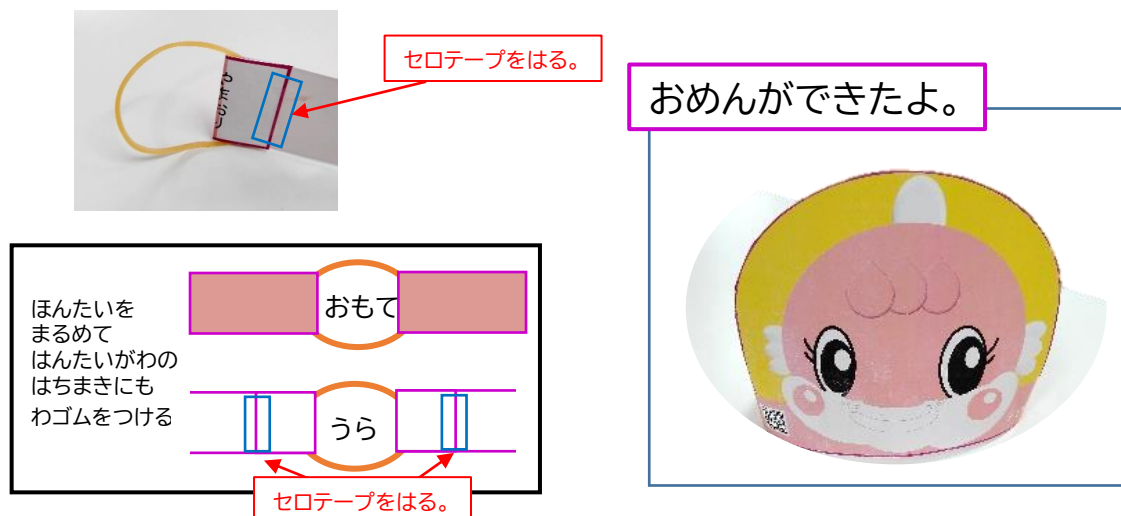 セロテープをはる。
おめんができたよ。
ほんたいを
まるめて
はんたいがわの
はちまきにも
わゴムをつける
おもて
うら
セロテープをはる。